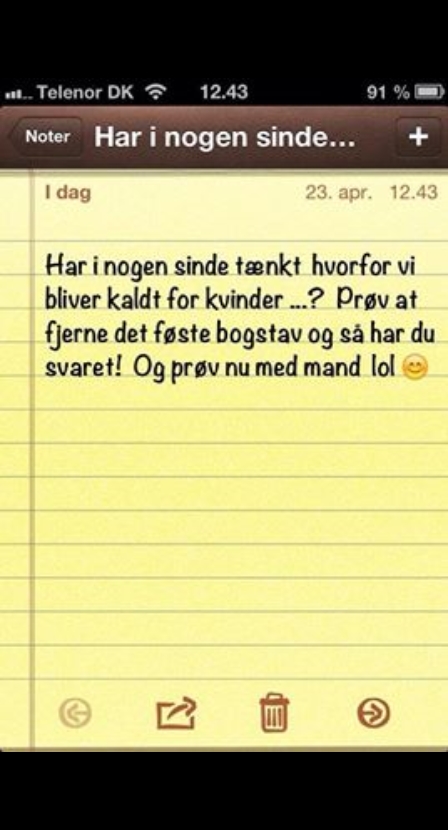 Telenor DK 12.43 91 %
Noter Har i nogen sinde... +
I dag 23. apr. 12.43
Har i nogen sinde tænkt hvorfor vi
bliver kaldt for kvinder ...? Prøv at
fjerne det føste bogstav og så har du
svaret! Og prøv nu med mand lol 😊